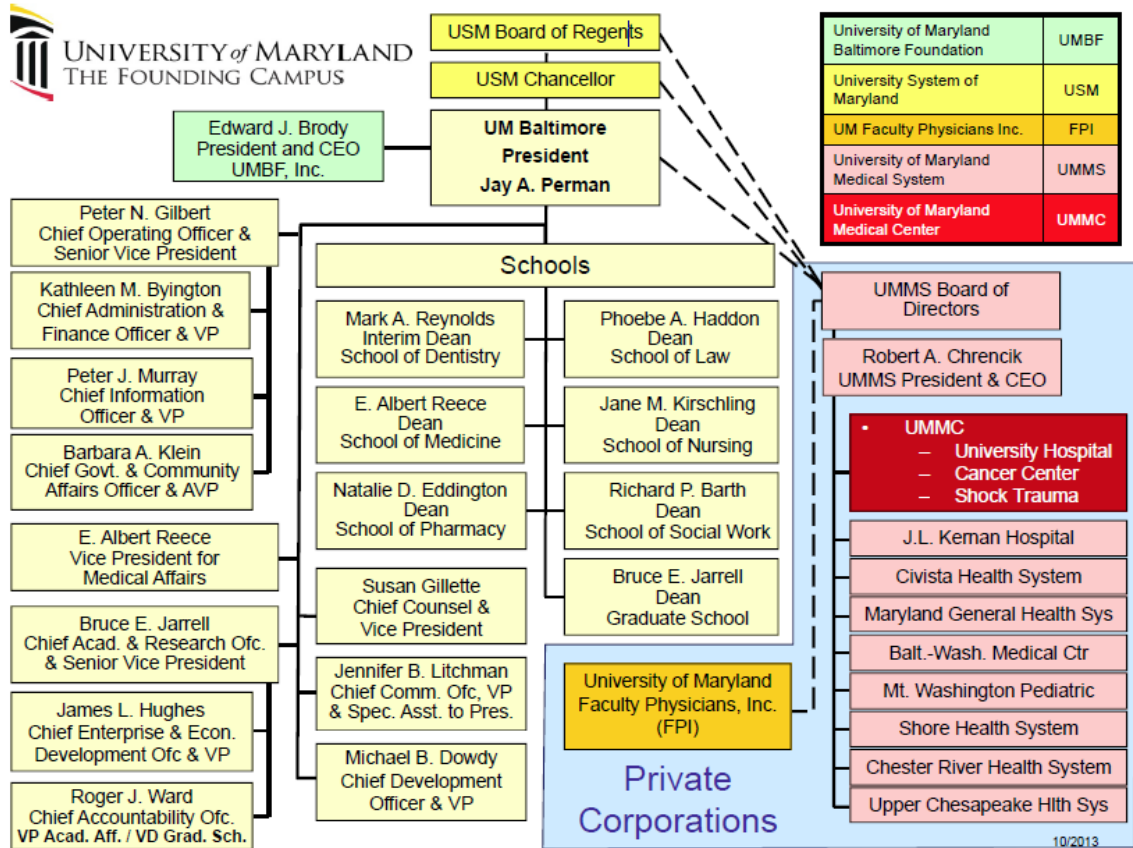 UNIVERSITY of MARYLAND
THE FOUNDING CAMPUS
USM Board of Regents
USM Chancellor
UM Baltimore
President
Jay A. Perman
Edward J. Brody
President and CEO
UMBF, Inc.
University of Maryland
Baltimore Foundation
UMBF
University System of
Maryland
USM
UM Faculty Physicians Inc.
FPI
University of Maryland
Medical System
UMMS
University of Maryland
Medical Center
UMMC
Peter N. Gilbert
Chief Operating Officer &
Senior Vice President
Kathleen M. Byington
Chief Administration &
Finance Officer & VP
Peter J. Murray
Chief Information
Officer & VP
Barbara A. Klein
Chief Govt. & Community
Affairs Officer & AVP
E. Albert Reece
Vice President for
Medical Affairs
Bruce E. Jarrell
Chief Acad. & Research Ofc.
& Senior Vice President
James L. Hughes
Chief Enterprise & Econ.
Development Ofc & VP
Roger J. Ward
Chief Accountability Ofc.
VP Acad. Aff. / VD Grad. Sch.
Schools
Mark A. Reynolds
Interim Dean
School of Dentistry
Phoebe A. Haddon
Dean
School of Law
E. Albert Reece
Dean
School of Medicine
Jane M. Kirschling
Dean
School of Nursing
Natalie D. Eddington
Dean
School of Pharmacy
Richard P. Barth
Dean
School of Social Work
Susan Gillette
Chief Counsel &
Vice President
Bruce E. Jarrell
Dean
Graduate School
Jennifer B. Litchman
Chief Comm. Ofc, VP
& Spec. Asst. to Pres.
Michael B. Dowdy
Chief Development
Officer & VP
University of Maryland
Faculty Physicians, Inc.
(FPI)
Private
Corporations
UMMS Board of
Directors
Robert A. Chrencik
UMMS President & CEO
• UMMC
– University Hospital
– Cancer Center
– Shock Trauma
J.L. Kernan Hospital
Civista Health System
Maryland General Health Sys
Balt.-Wash. Medical Ctr
Mt. Washington Pediatric
Shore Health System
Chester River Health System
Upper Chesapeake Hlth Sys
10/2013